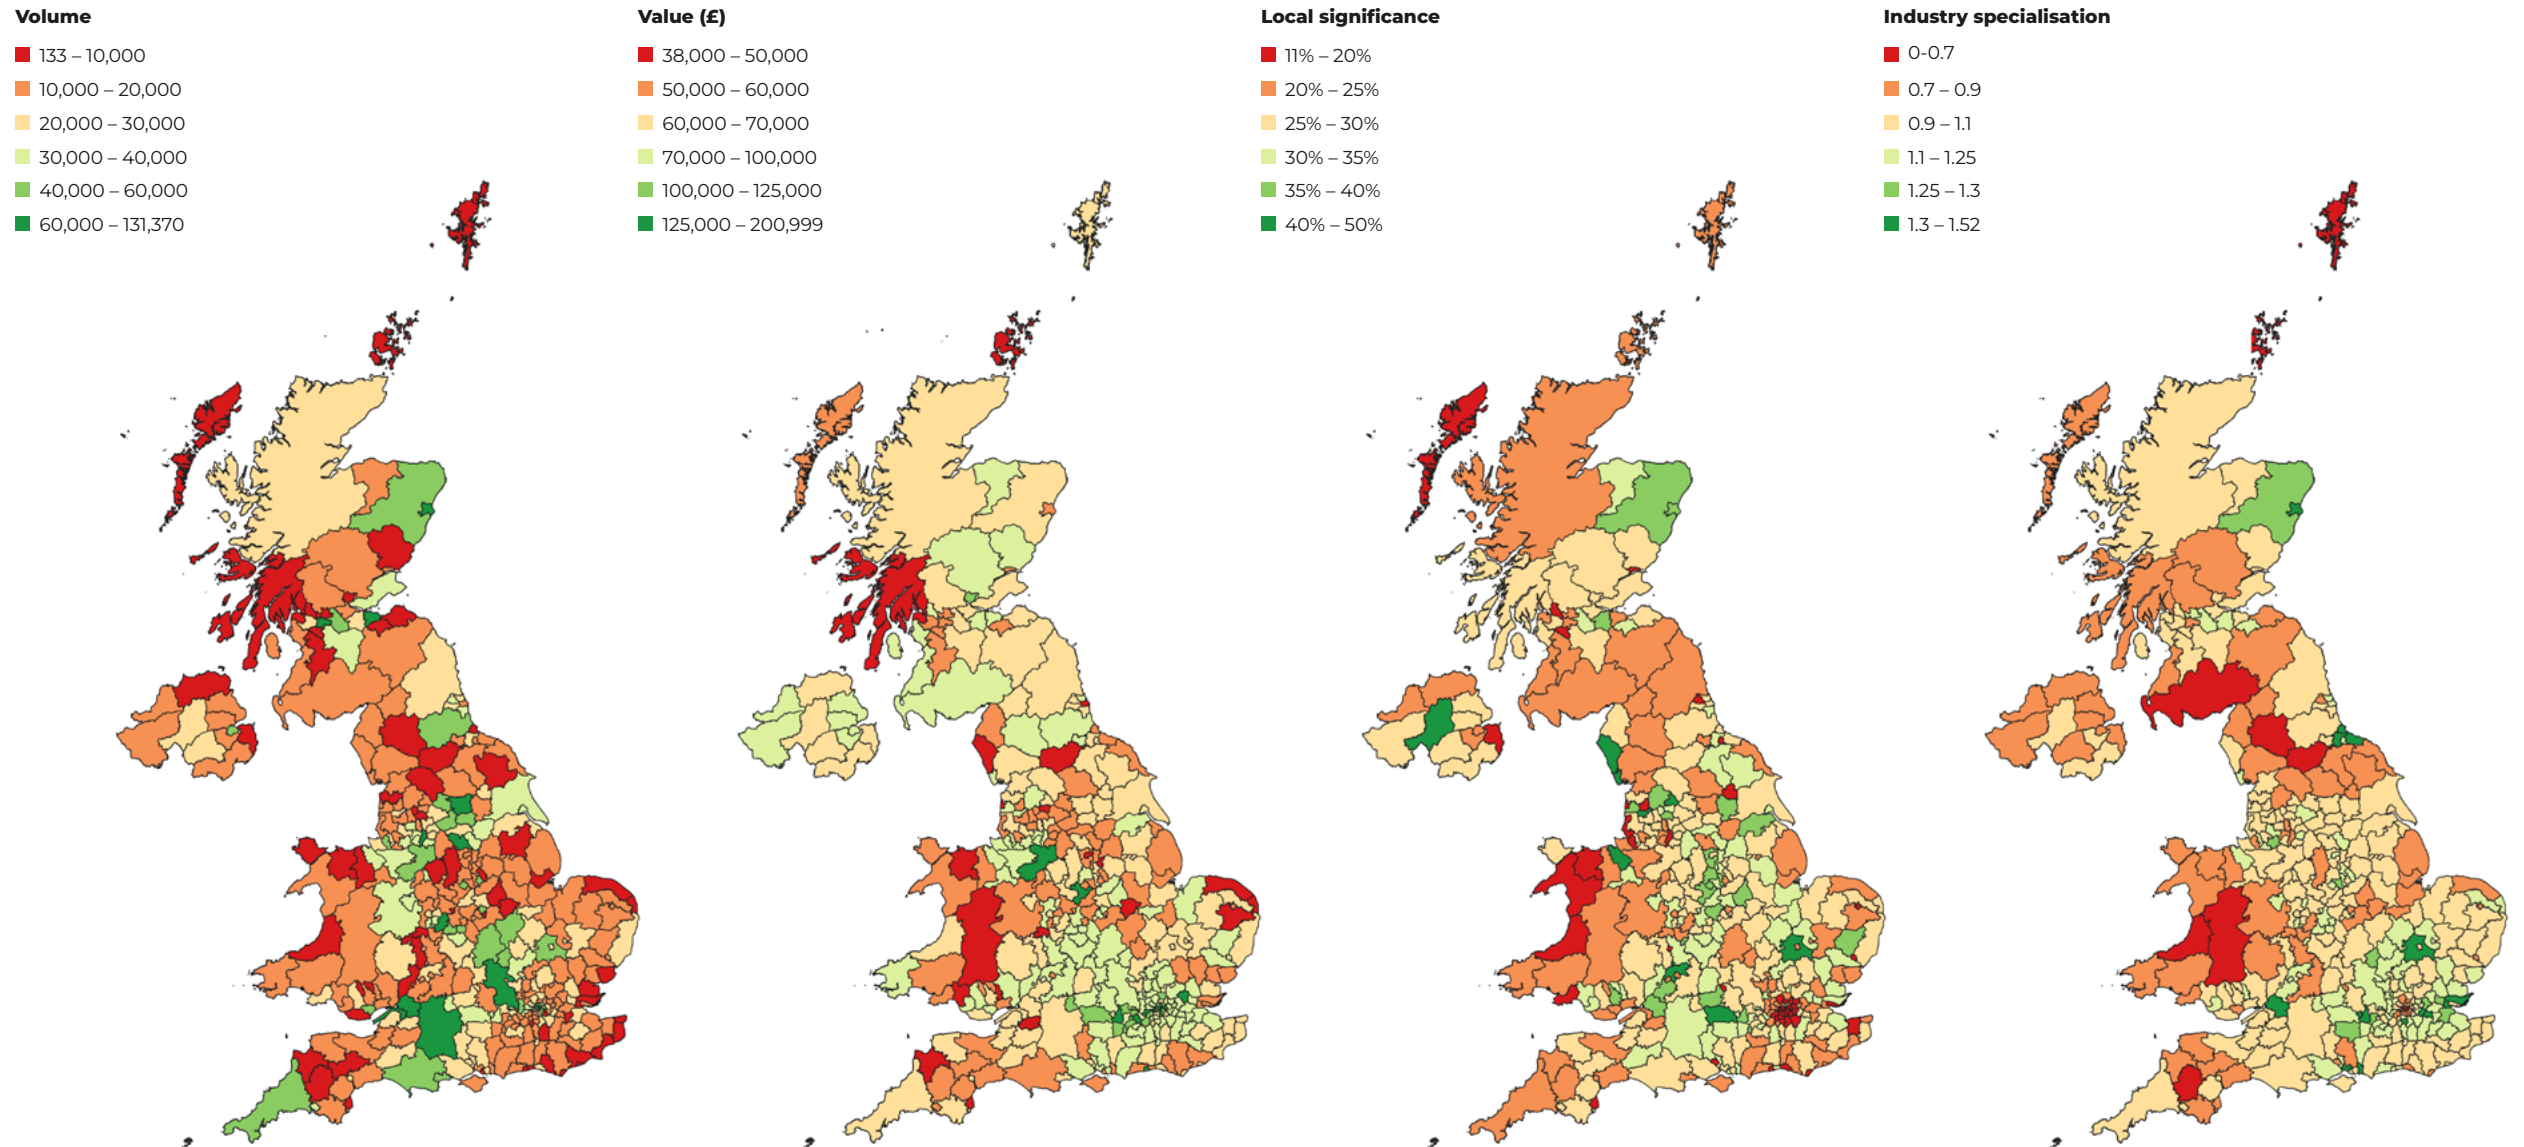 Volume
133 – 10,000
10,000 – 20,000
20,000 – 30,000
30,000 – 40,000
40,000 – 60,000
60,000 – 131,370
Value (£)
38,000 – 50,000
50,000 – 60,000
60,000 – 70,000
70,000 – 100,000
100,000 – 125,000
125,000 – 200,999
Local significance
11% – 20%
20% – 25%
25% – 30%
30% – 35%
35% – 40%
40% – 50%
Industry specialisation
0-0.7
0.7 – 0.9
0.9 – 1.1
1.1 – 1.25
1.25 – 1.3
1.3 – 1.52